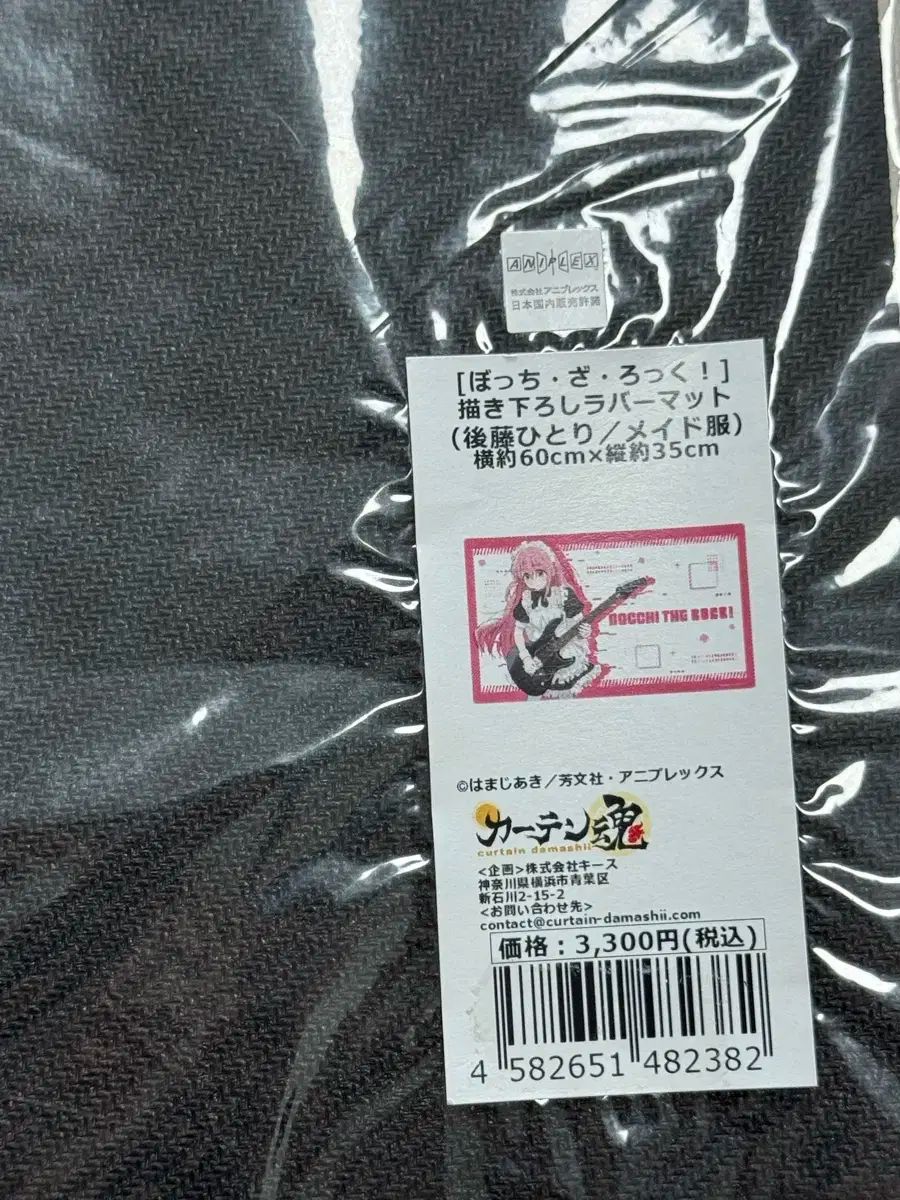 ANIPLEX
株式会社アニプレックス
日本国内販売許諾
[ぼっち・ざ・ろっく！]
描き下ろしラバーマット
(後藤ひとり／メイド服)
横約60cm×縦約35cm
BOCCHI THE ROCK!
©はまじあき／芳文社・アニプレックス
カーテン魂
curtain damashii
<企画>株式会社キース
神奈川県横浜市青葉区
新石川2-15-2
<お問い合わせ先>
contact@curtain-damashii.com
価格：3,300円(税込)
4 582651 482382